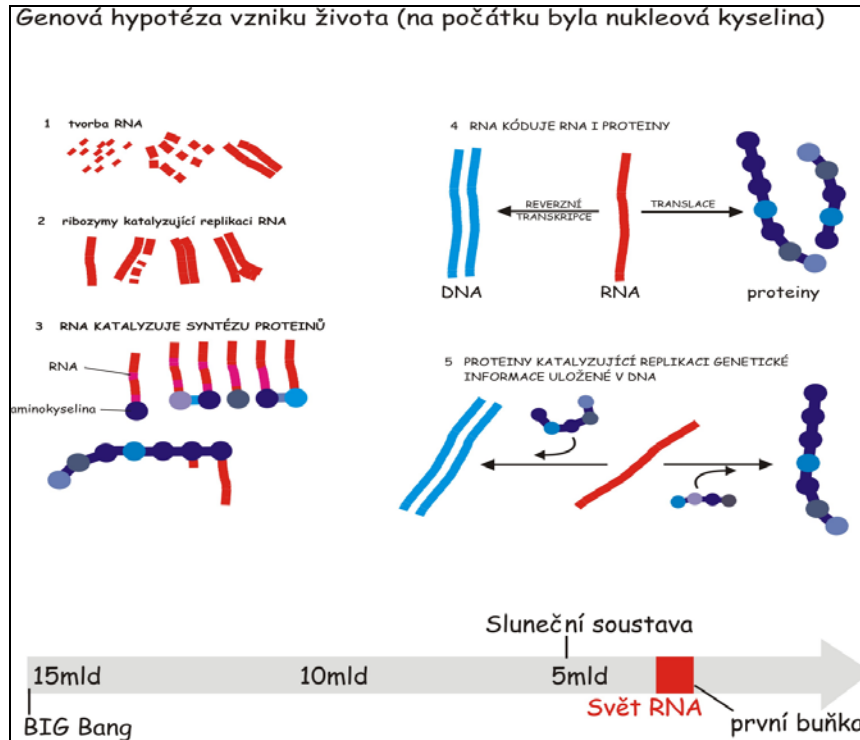 Genová hypotéza vzniku života (na počátku byla nukleová kyselina)
1 tvorba RNA
2 ribozymy katalyzující replikaci RNA
3 RNA KATALYZUJE SYNTÉZU PROTEINŮ
RNA
aminokyselina
4 RNA KÓDUJE RNA I PROTEINY
REVERZNÍ
TRANSKRIPCE
TRANSLACE
DNA
RNA
proteiny
5 PROTEINY KATALYZUJÍCÍ REPLIKACI GENETICKÉ
INFORMACE ULOŽENÉ V DNA
Sluneční soustava
15mld
10mld
5mld
Svět RNA
první buňka
BIG Bang